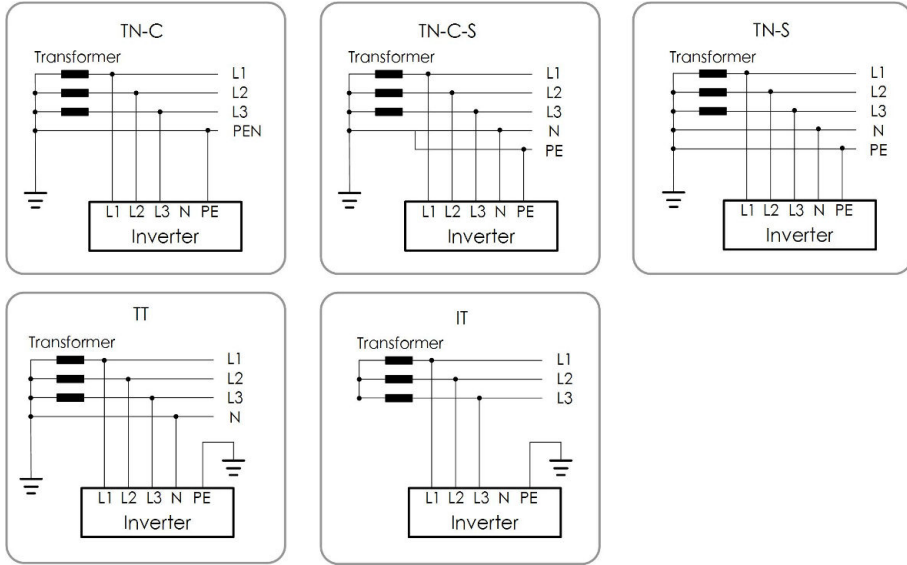 TN-C
Transformer
L1
L2
L3
PEN
L1 L2 L3 N PE
Inverter
TN-C-S
Transformer
L1
L2
L3
N
PE
L1 L2 L3 N PE
Inverter
TN-S
Transformer
L1
L2
L3
N
PE
L1 L2 L3 N PE
Inverter
TT
Transformer
L1
L2
L3
N
L1 L2 L3 N PE
Inverter
IT
Transformer
L1
L2
L3
L1 L2 L3 N PE
Inverter